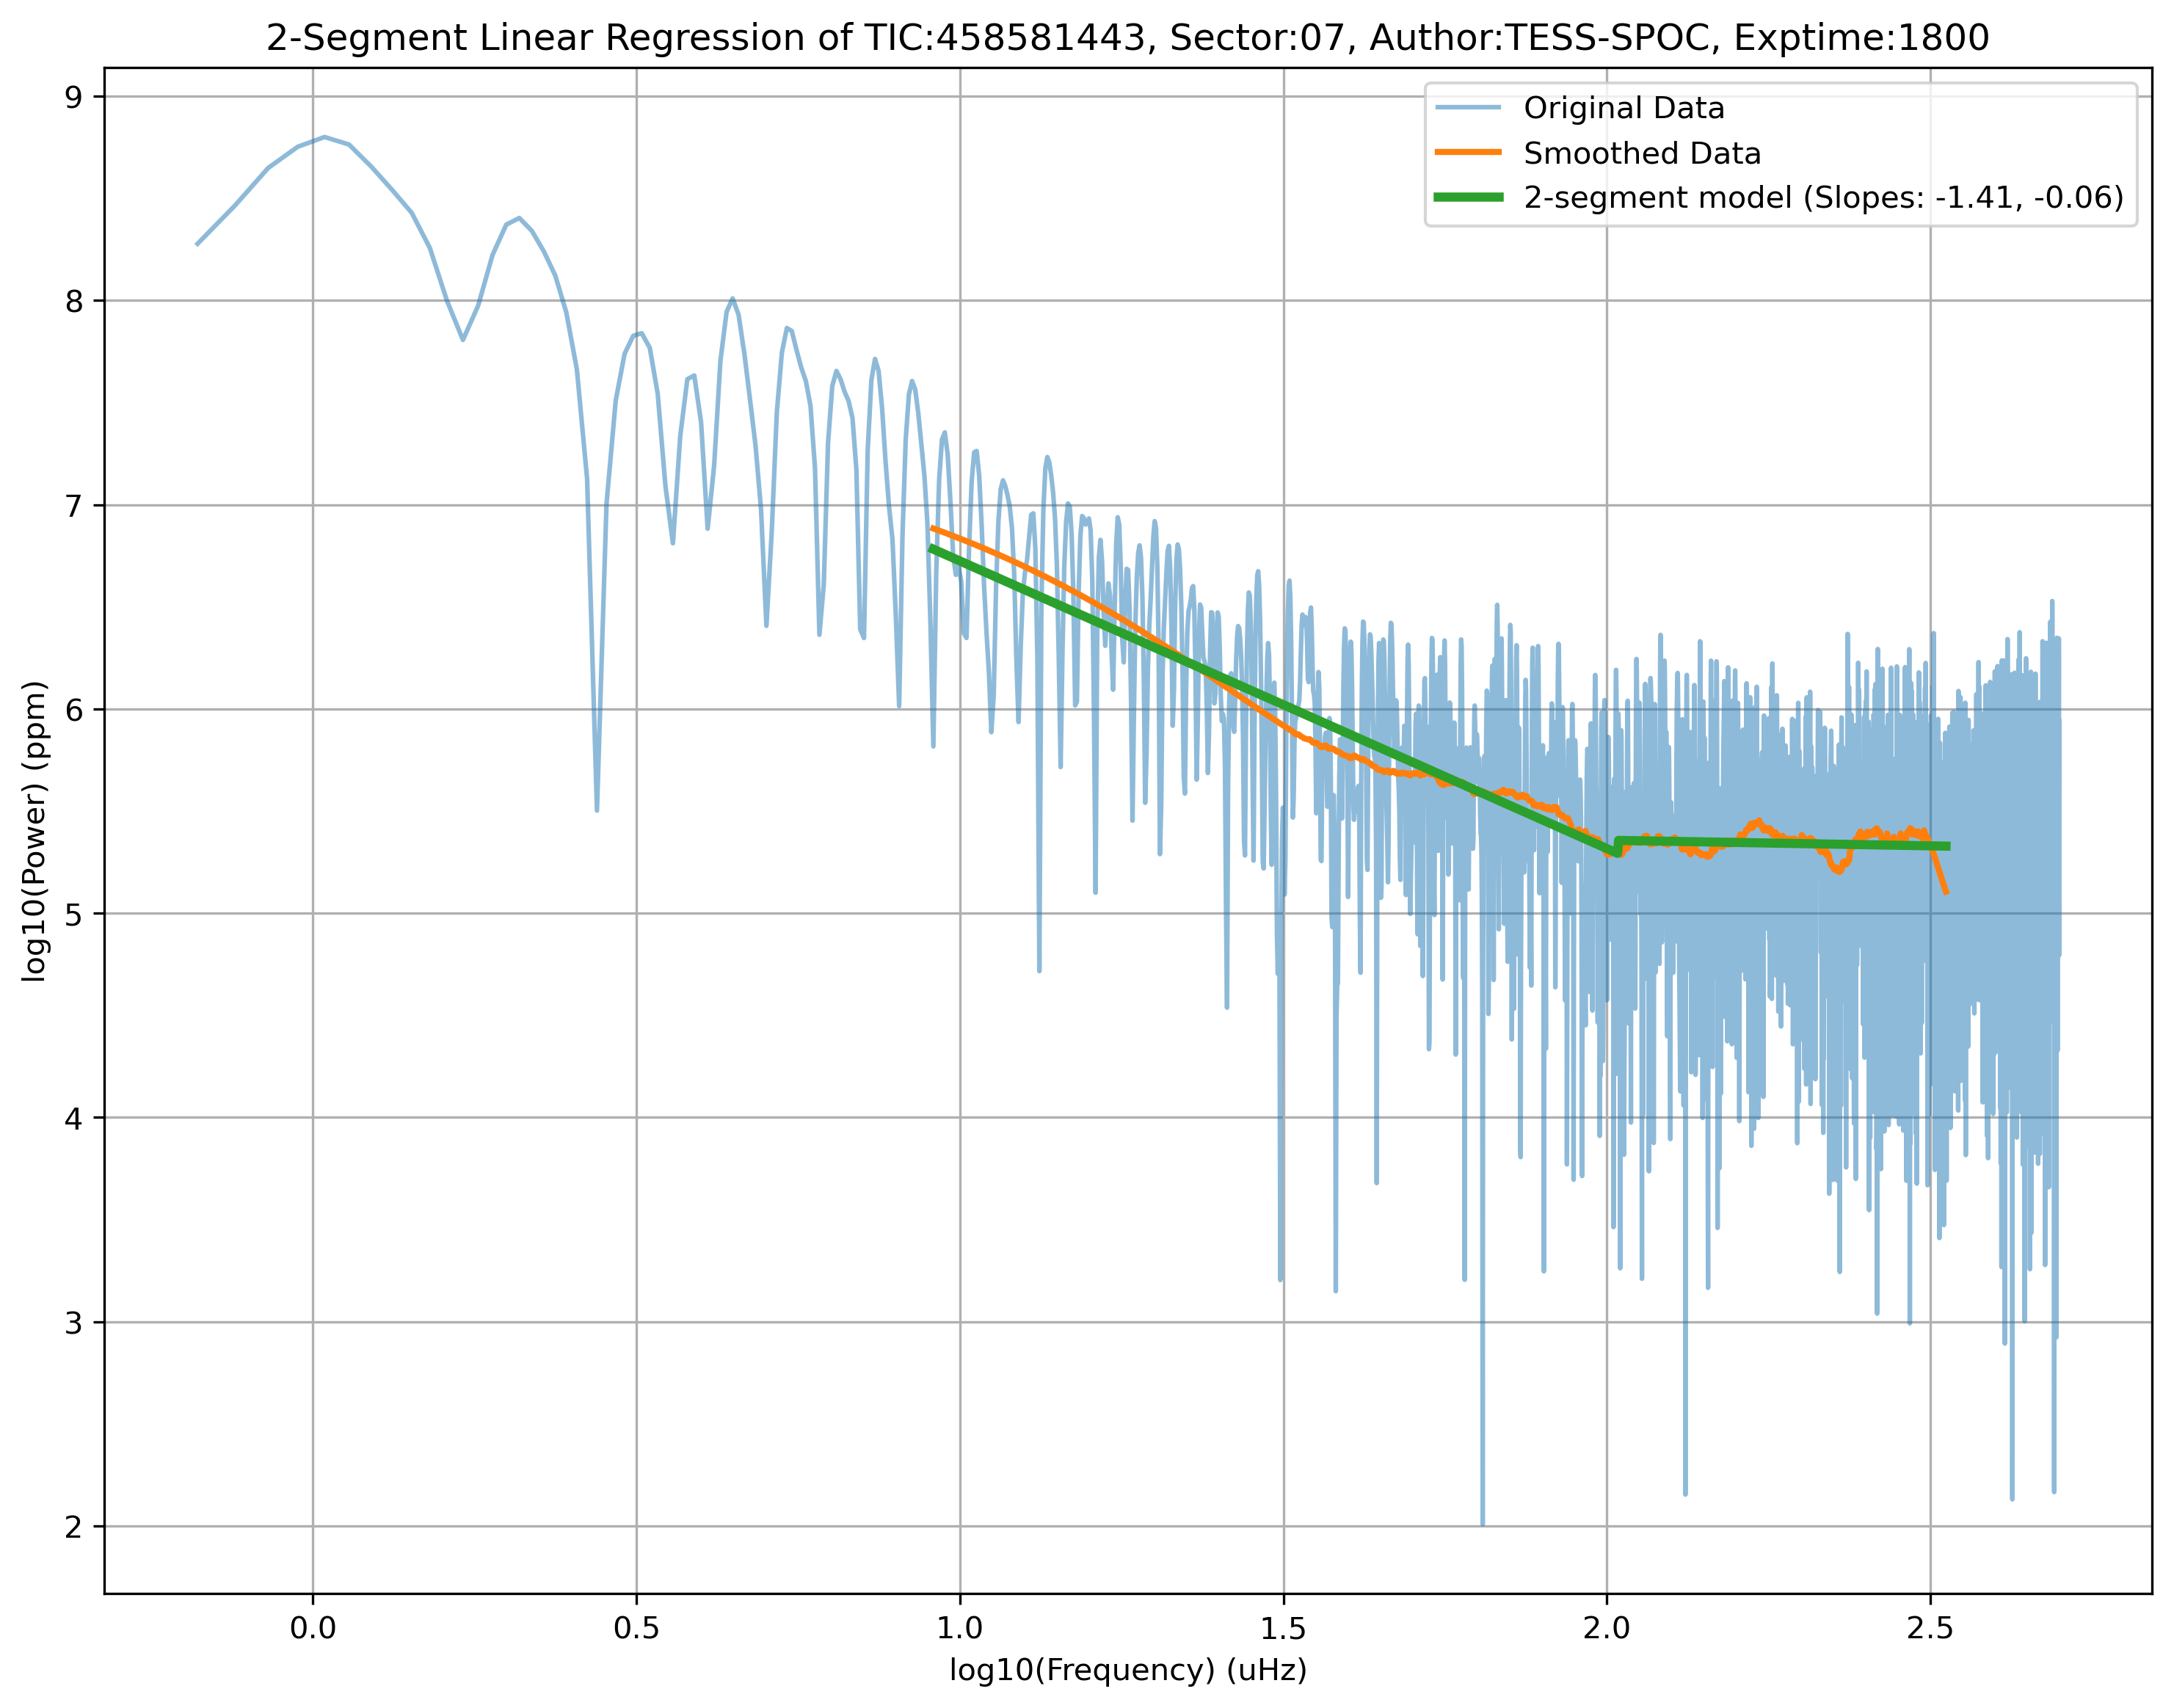 2-Segment Linear Regression of TIC:458581443, Sector:07, Author:TESS-SPOC, Exptime:1800
Original Data
Smoothed Data
2-segment model (Slopes: -1.41, -0.06)
9
8
7
6
5
4
3
2
log10(Power) (ppm)
0.0 0.5 1.0 1.5 2.0 2.5
log10(Frequency) (uHz)